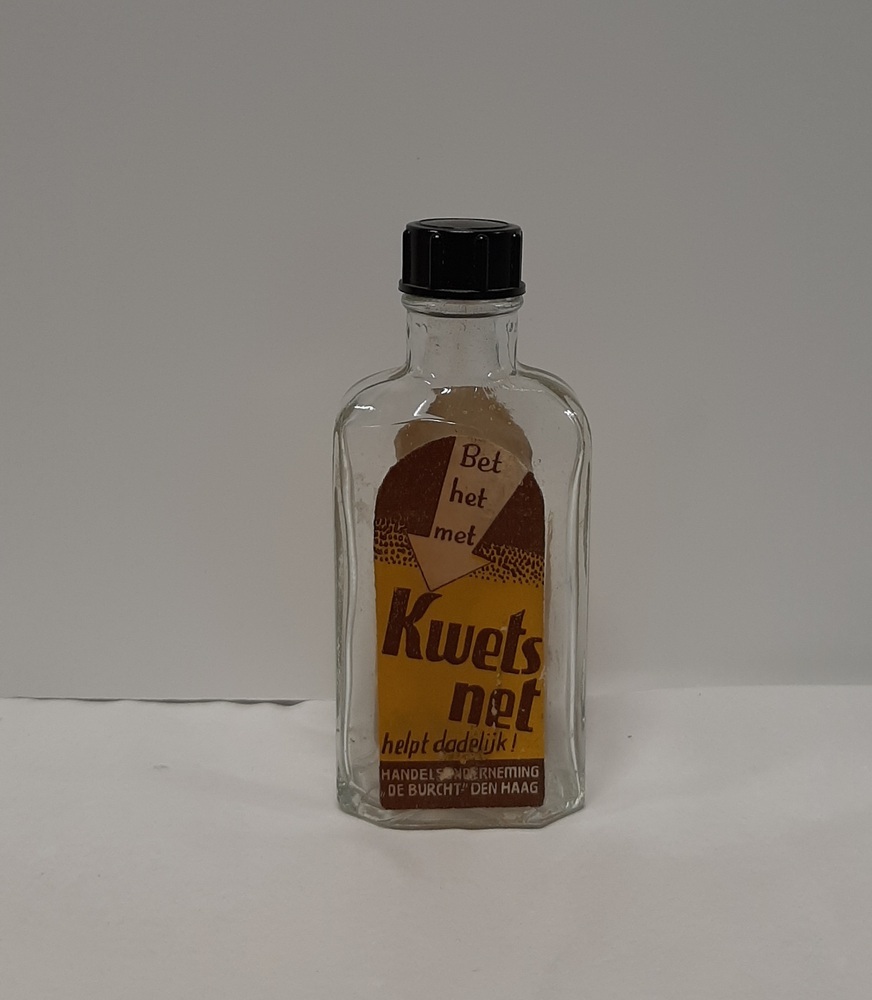 Bet
het
met
Kwets
net
helpt dadelijk!
HANDELSONDERNEMING
„DE BURCHT" DEN HAAG